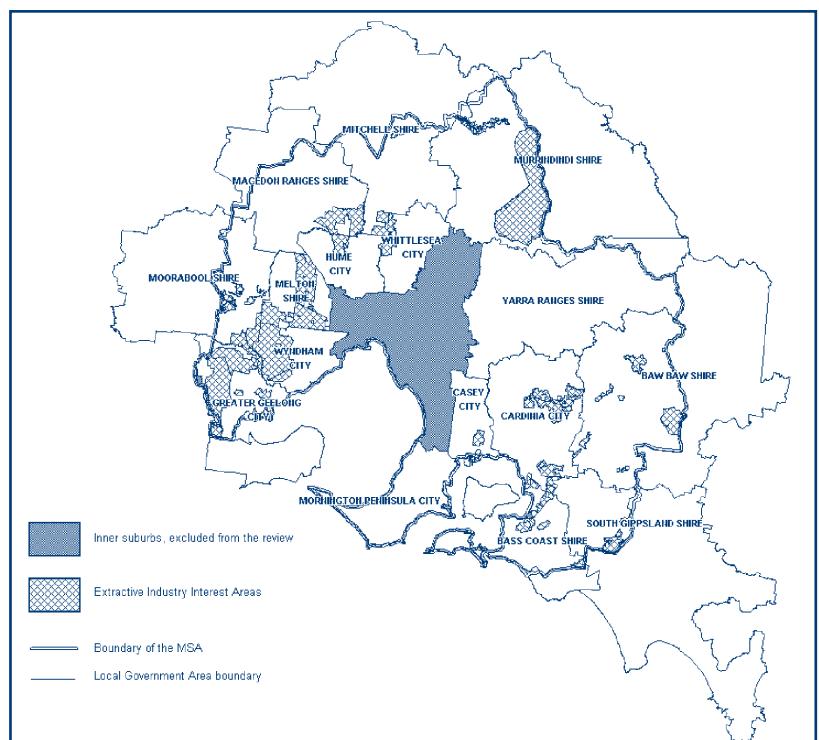 MITCHELL SHIRE
MURRINDINDI SHIRE
MACEDON RANGES SHIRE
WHITTLESEA
CITY
HUME
CITY
MOORABOOL SHIRE
MELTON
SHIRE
YARRA RANGES SHIRE
WYNDHAM
CITY
BAW BAW SHIRE
CASEY
CITY
GREATER GEELONG
CITY
CARDINIA CITY
MORNINGTON PENINSULA CITY
SOUTH GIPPSLAND SHIRE
BASS COAST SHIRE
Inner suburbs, excluded from the review
Extractive Industry Interest Areas
Boundary of the MSA
Local Government Area boundary